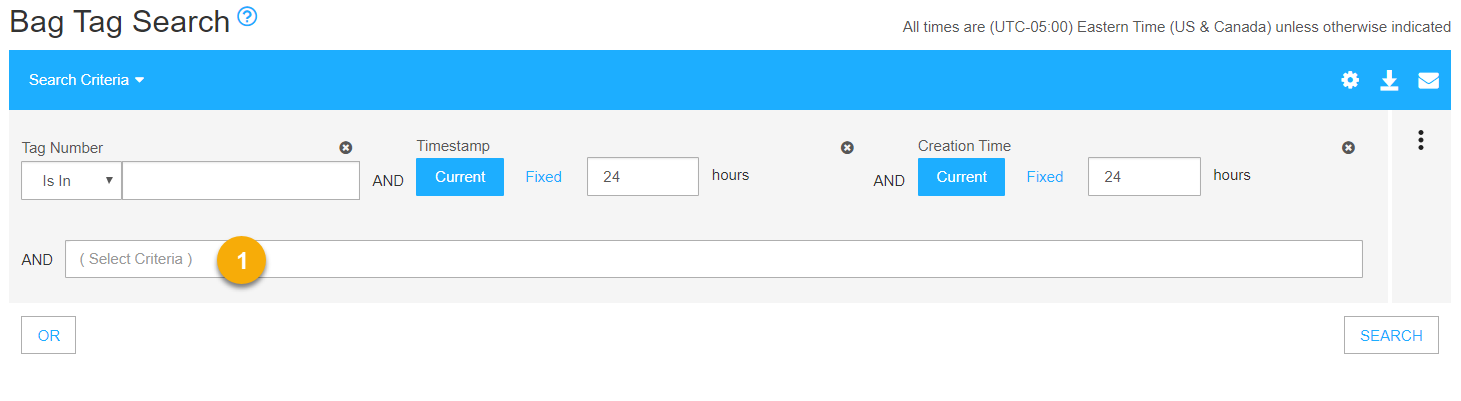 Bag Tag Search ?
All times are (UTC-05:00) Eastern Time (US & Canada) unless otherwise indicated
Search Criteria
Tag Number
Timestamp
Creation Time
Is In
AND
Current
Fixed
24
hours
AND
Current
Fixed
24
hours
AND
( Select Criteria )
1
OR
SEARCH